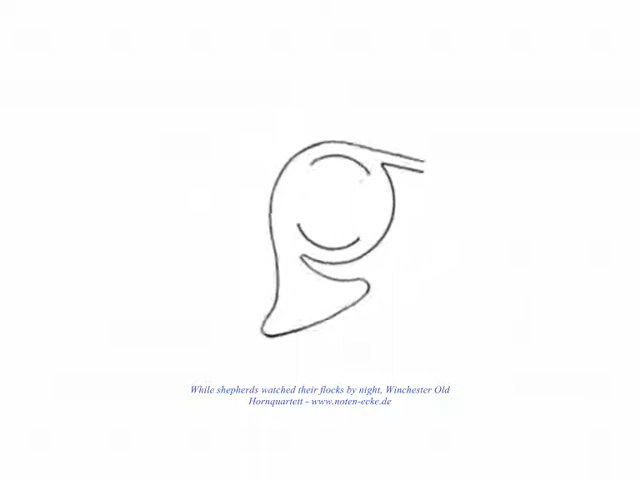 While shepherds watched their flocks by night, Winchester Old
Hornquartett - www.noten-ecke.de